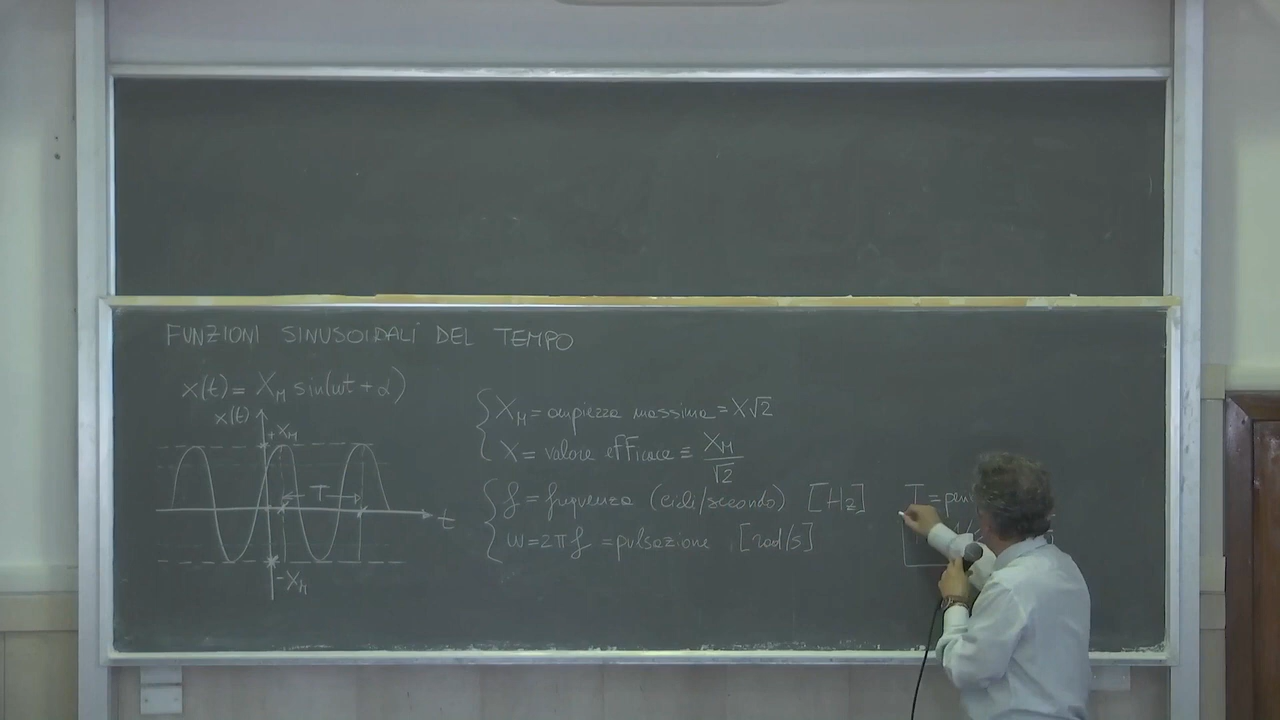 FUNZIONI SINUSOIDALI DEL TEMPO
x(t) = X_M sin(ωt + α)
x(t)
+X_M
T
t
-X_M
X_M = ampiezza massima = X√2
X = valore efficace = X_M/√2
f = frequenza (cicli/secondo) [Hz]
ω = 2πf = pulsazione [rad/s]
T =